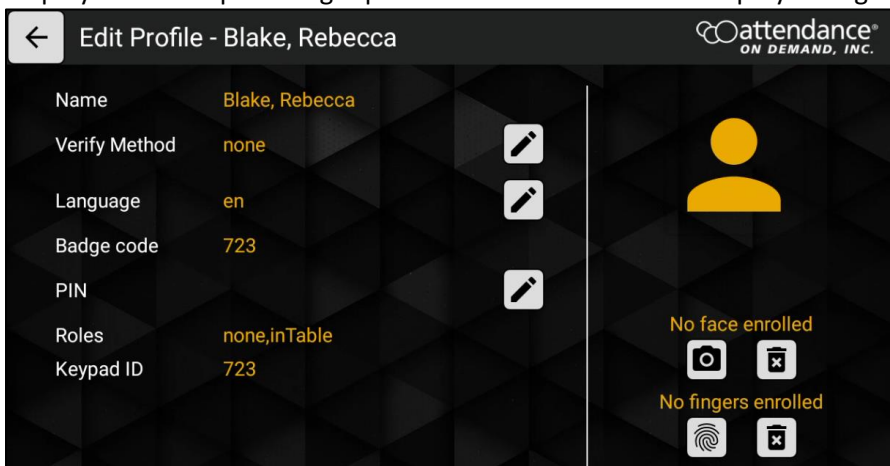 Edit Profile - Blake, Rebecca
attendance®
ON DEMAND, INC.
Name Blake, Rebecca
Verify Method none
Language en
Badge code 723
PIN
Roles none,inTable
Keypad ID 723
No face enrolled
No fingers enrolled